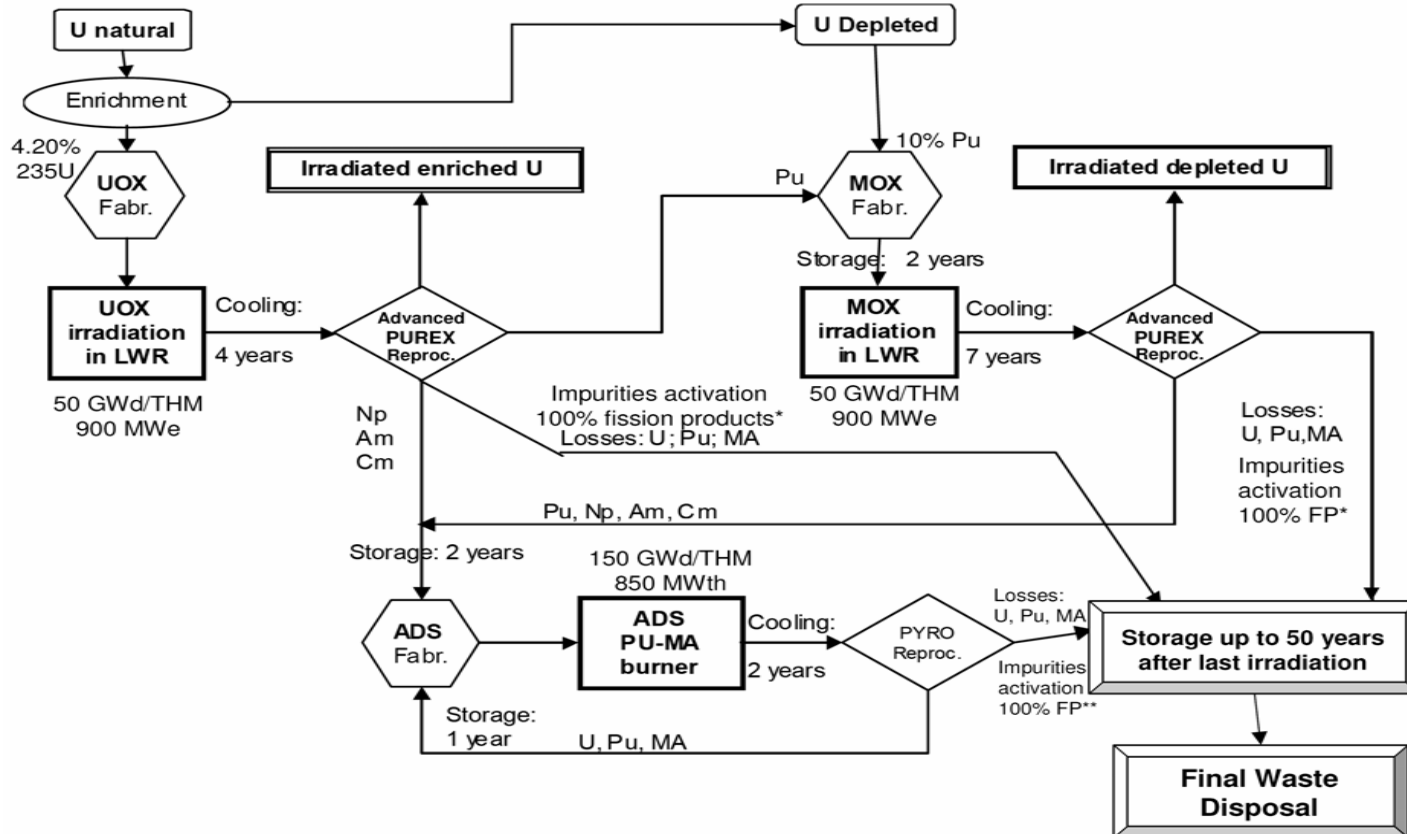 U natural
U Depleted
Enrichment
4.20%
235U
10% Pu
UOX
Fabr.
Irradiated enriched U
Pu
MOX
Fabr.
Irradiated depleted U
Storage: 2 years
UOX
irradiation
in LWR
Cooling:
4 years
Advanced
PUREX
Reproc.
MOX
irradiation
in LWR
Cooling:
7 years
Advanced
PUREX
Reproc.
50 GWd/THM
900 MWe
Np
Am
Cm
Impurities activation
100% fission products*
Losses: U; Pu; MA
50 GWd/THM
900 MWe
Losses:
U, Pu,MA
Impurities
activation
100% FP*
Pu, Np, Am, Cm
Storage: 2 years
150 GWd/THM
850 MWth
ADS
Fabr.
ADS
PU-MA
burner
Cooling:
2 years
PYRO
Reproc.
Losses:
U, Pu, MA
Impurities
activation
100% FP**
Storage up to 50 years
after last irradiation
Storage:
1 year
U, Pu, MA
Final Waste
Disposal